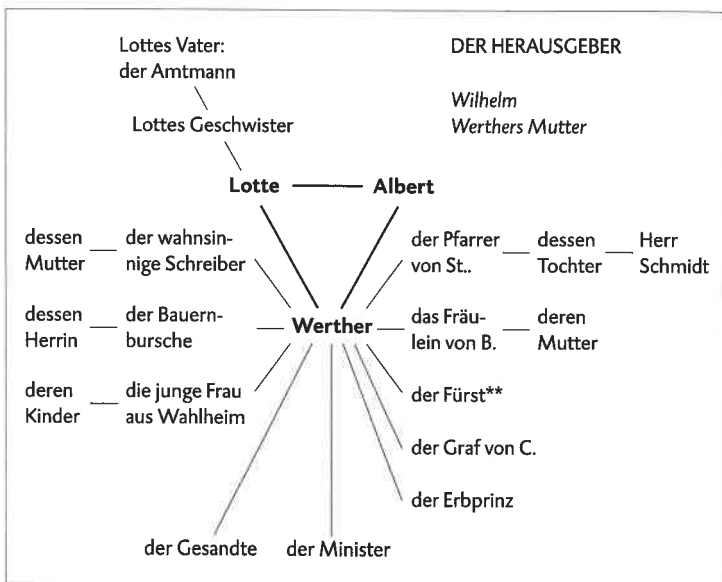 Lottes Vater:
der Amtmann
DER HERAUSGEBER
Wilhelm
Werthers Mutter
Lottes Geschwister
Lotte
Albert
dessen
Mutter
der wahnsin-
nige Schreiber
der Pfarrer
von St..
dessen
Tochter
Herr
Schmidt
dessen
Herrin
der Bauern-
bursche
Werther
das Fräu-
lein von B.
deren
Mutter
deren
Kinder
die junge Frau
aus Wahlheim
der Fürst**
der Graf von C.
der Erbprinz
der Gesandte
der Minister